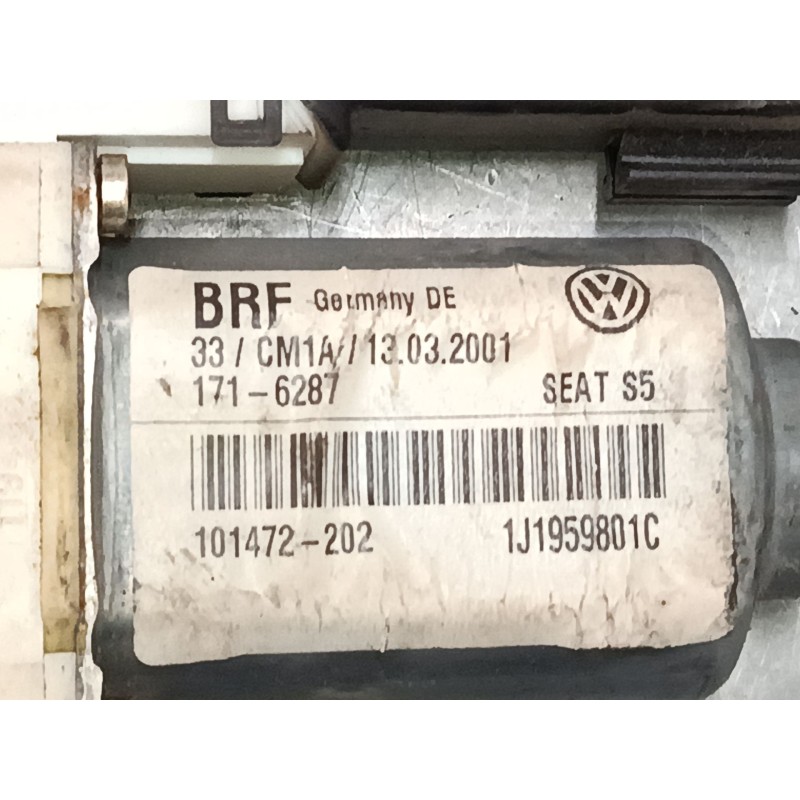 BRF Germany DE
33 / CM1A / / 13.03.2001
171-6287 SEAT S5
101472-202 1J1959801C